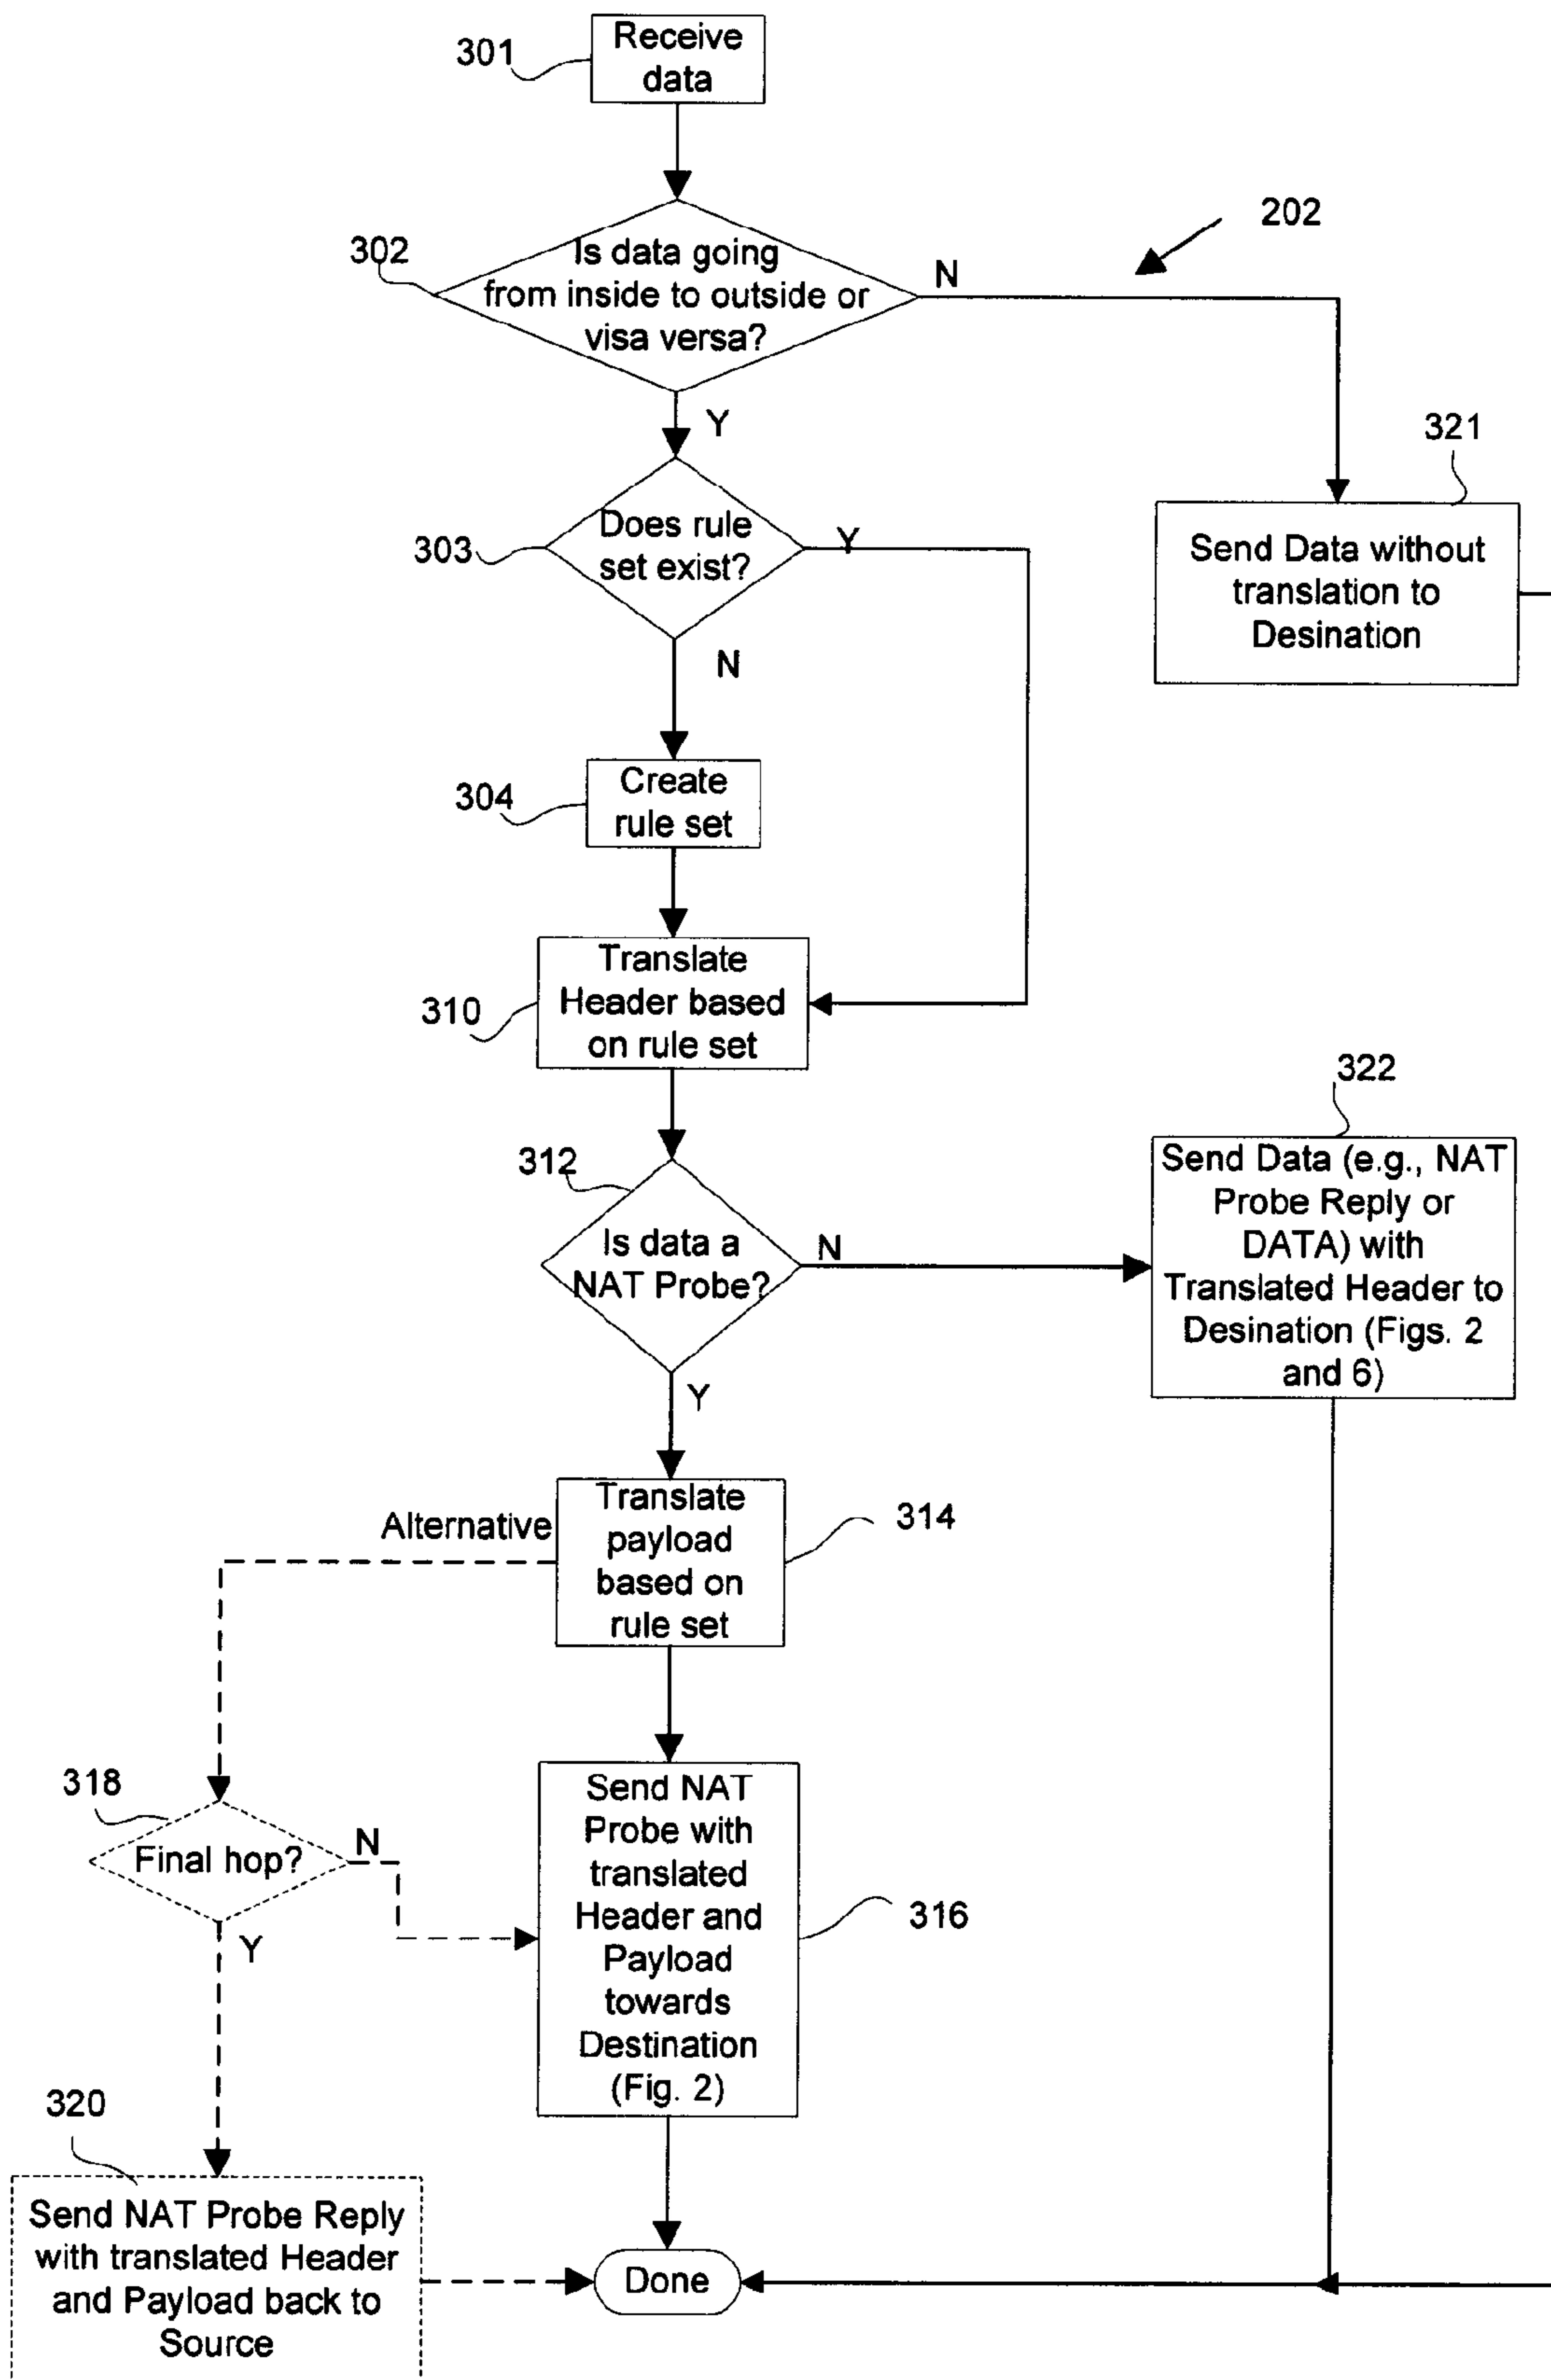 301
Receive
data
202
302
Is data going
from inside to outside or
visa versa?
N
Y
321
Send Data without
translation to
Desination
303
Does rule
set exist?
Y
N
304
Create
rule set
310
Translate
Header based
on rule set
322
Send Data (e.g., NAT
Probe Reply or
DATA) with
Translated Header to
Desination (Figs. 2
and 6)
312
Is data a
NAT Probe?
N
Y
Alternative
Translate
payload
based on
rule set
314
318
Final hop?
N
Y
Send NAT
Probe with
translated
Header and
Payload
towards
Destination
(Fig. 2)
316
320
Send NAT Probe Reply
with translated Header
and Payload back to
Source
Done